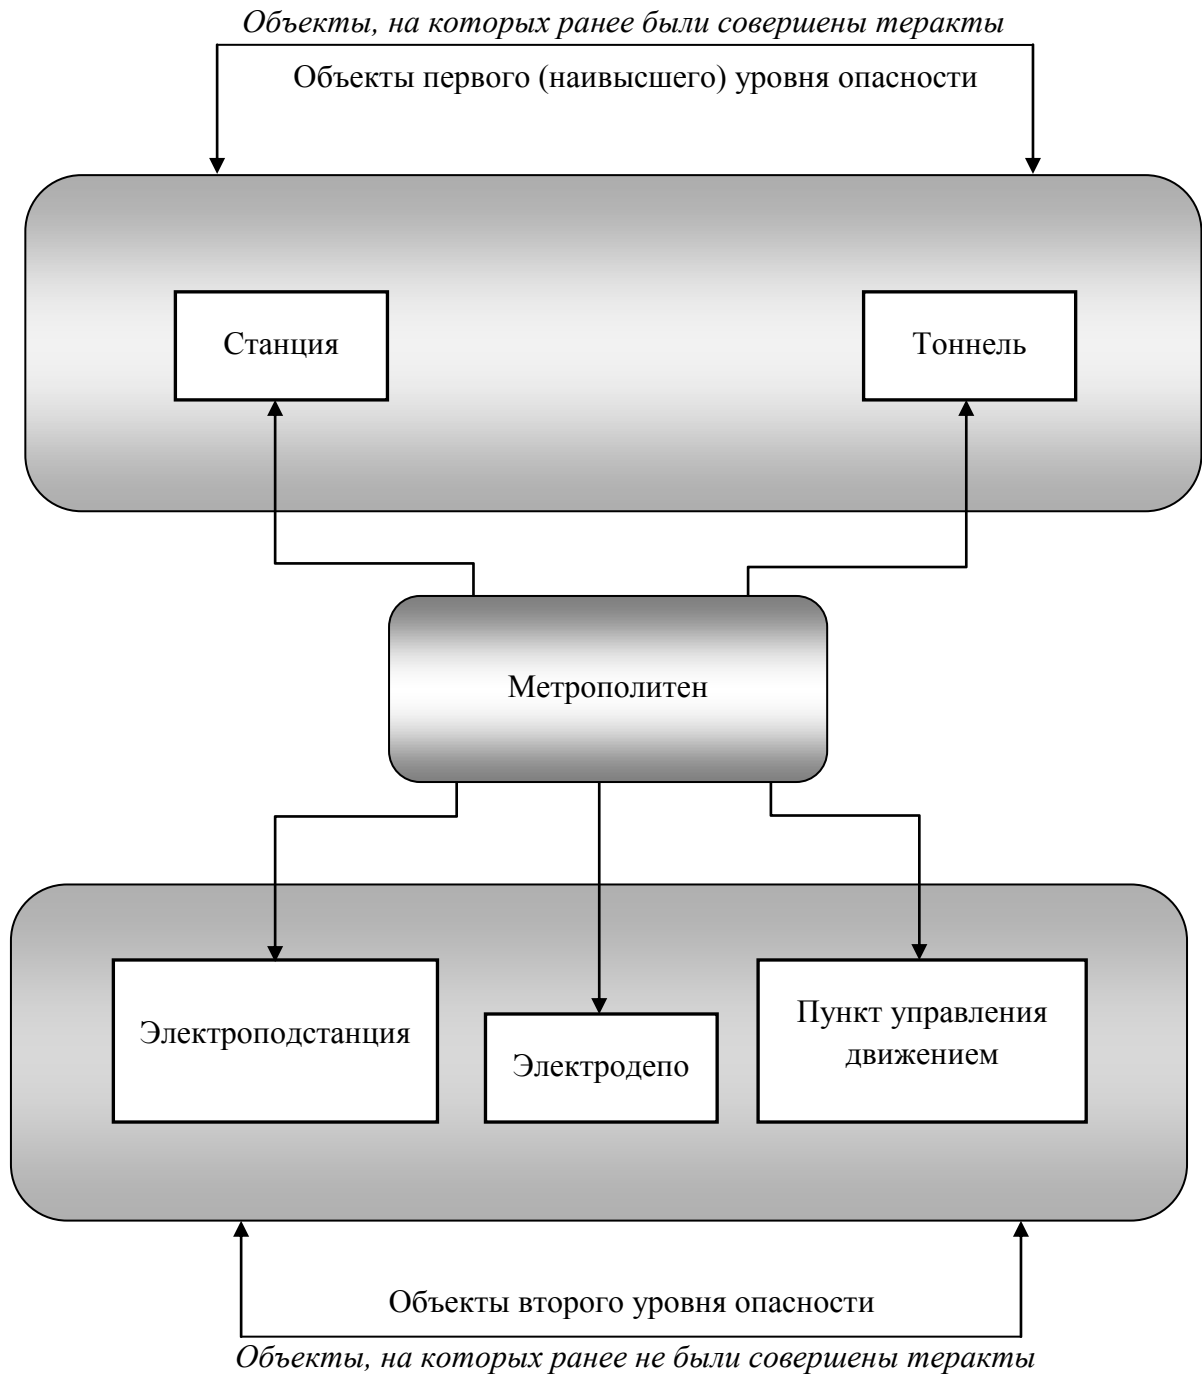 Объекты, на которых ранее были совершены теракты
Объекты первого (наивысшего) уровня опасности
Станция
Тоннель
Метрополитен
Электроподстанция
Электродепо
Пункт управления
движением
Объекты второго уровня опасности
Объекты, на которых ранее не были совершены теракты